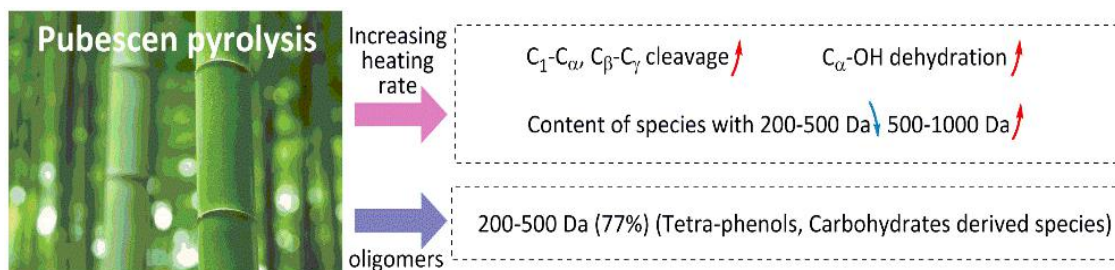 Pubescen pyrolysis
Increasing
heating
rate
C₁-Cα, Cβ-Cγ cleavage
Cα-OH dehydration
Content of species with 200-500 Da 500-1000 Da
oligomers
200-500 Da (77%) (Tetra-phenols, Carbohydrates derived species)